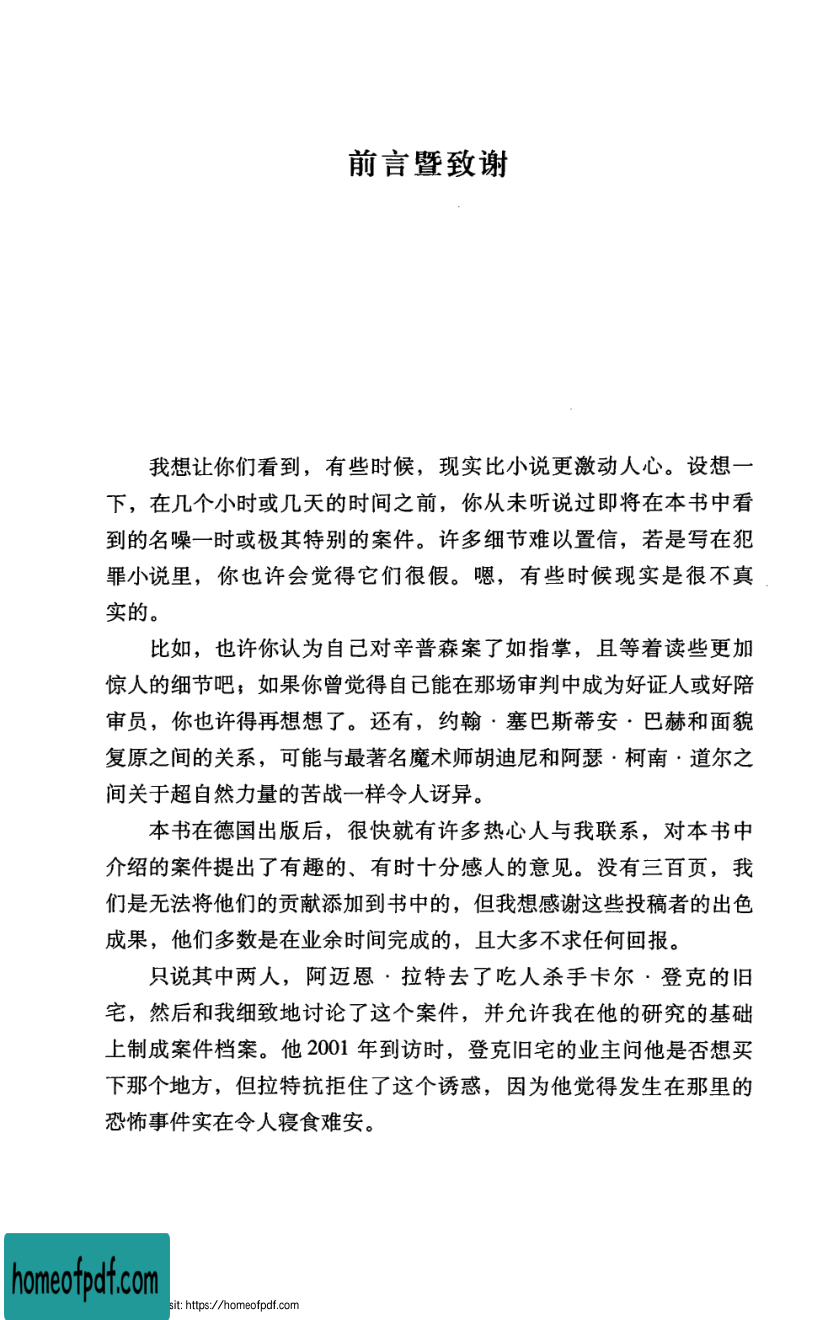 前言暨致谢
我想让你们看到，有些时候，现实比小说更激动人心。设想一
下，在几个小时或几天的时间之前，你从未听说过即将在本书中看
到的名噪一时或极其特别的案件。许多细节难以置信，若是写在犯
罪小说里，你也许会觉得它们很假。嗯，有些时候现实是很不真
实的。
比如，也许你认为自己对辛普森案了如指掌，且等着读些更加
惊人的细节吧；如果你曾觉得自己能在那场审判中成为好证人或好陪
审员，你也许得再想想了。还有，约翰·塞巴斯蒂安·巴赫和面貌
复原之间的关系，可能与最著名魔术师胡迪尼和阿瑟·柯南·道尔之
间关于超自然力量的苦战一样令人讶异。
本书在德国出版后，很快就有许多热心人与我联系，对本书中
介绍的案件提出了有趣的、有时十分感人的意见。没有三百页，我
们是无法将他们的贡献添加到书中的，但我想感谢这些投稿者的出色
成果，他们多数是在业余时间完成的，且大多不求任何回报。
只说其中两人，阿迈恩·拉特去了吃人杀手卡尔·登克的旧
宅，然后和我细致地讨论了这个案件，并允许我在他的研究的基础
上制成案件档案。他2001年到访时，登克旧宅的业主问他是否想买
下那个地方，但拉特抗拒住了这个诱惑，因为他觉得发生在那里的
恐怖事件实在令人寝食难安。
homeofpdf.com
sit: https://homeofpdf.com